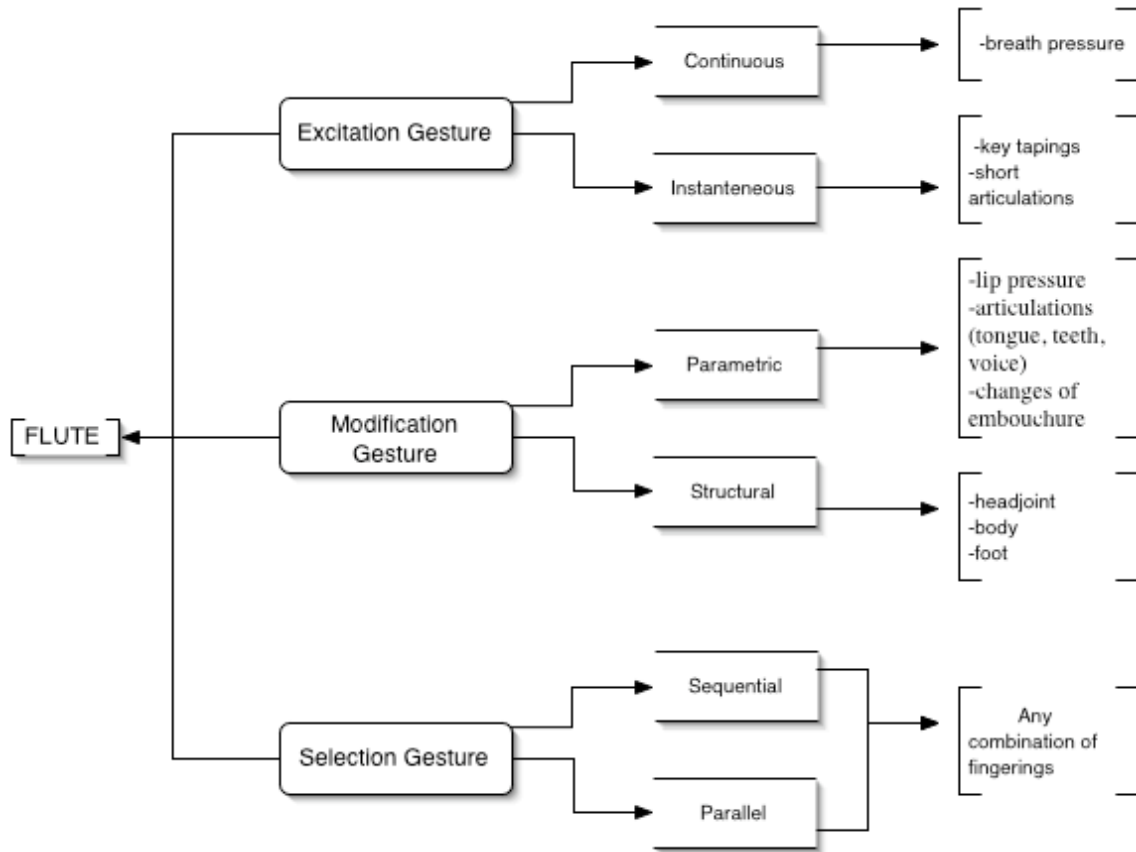 Continuous
-breath pressure
Excitation Gesture
Instanteneous
-key tapings
-short
articulations
FLUTE
Modification
Gesture
Parametric
-lip pressure
-articulations
(tongue, teeth,
voice)
-changes of
embouchure
Structural
-headjoint
-body
-foot
Selection Gesture
Sequential
Parallel
Any
combination of
fingerings